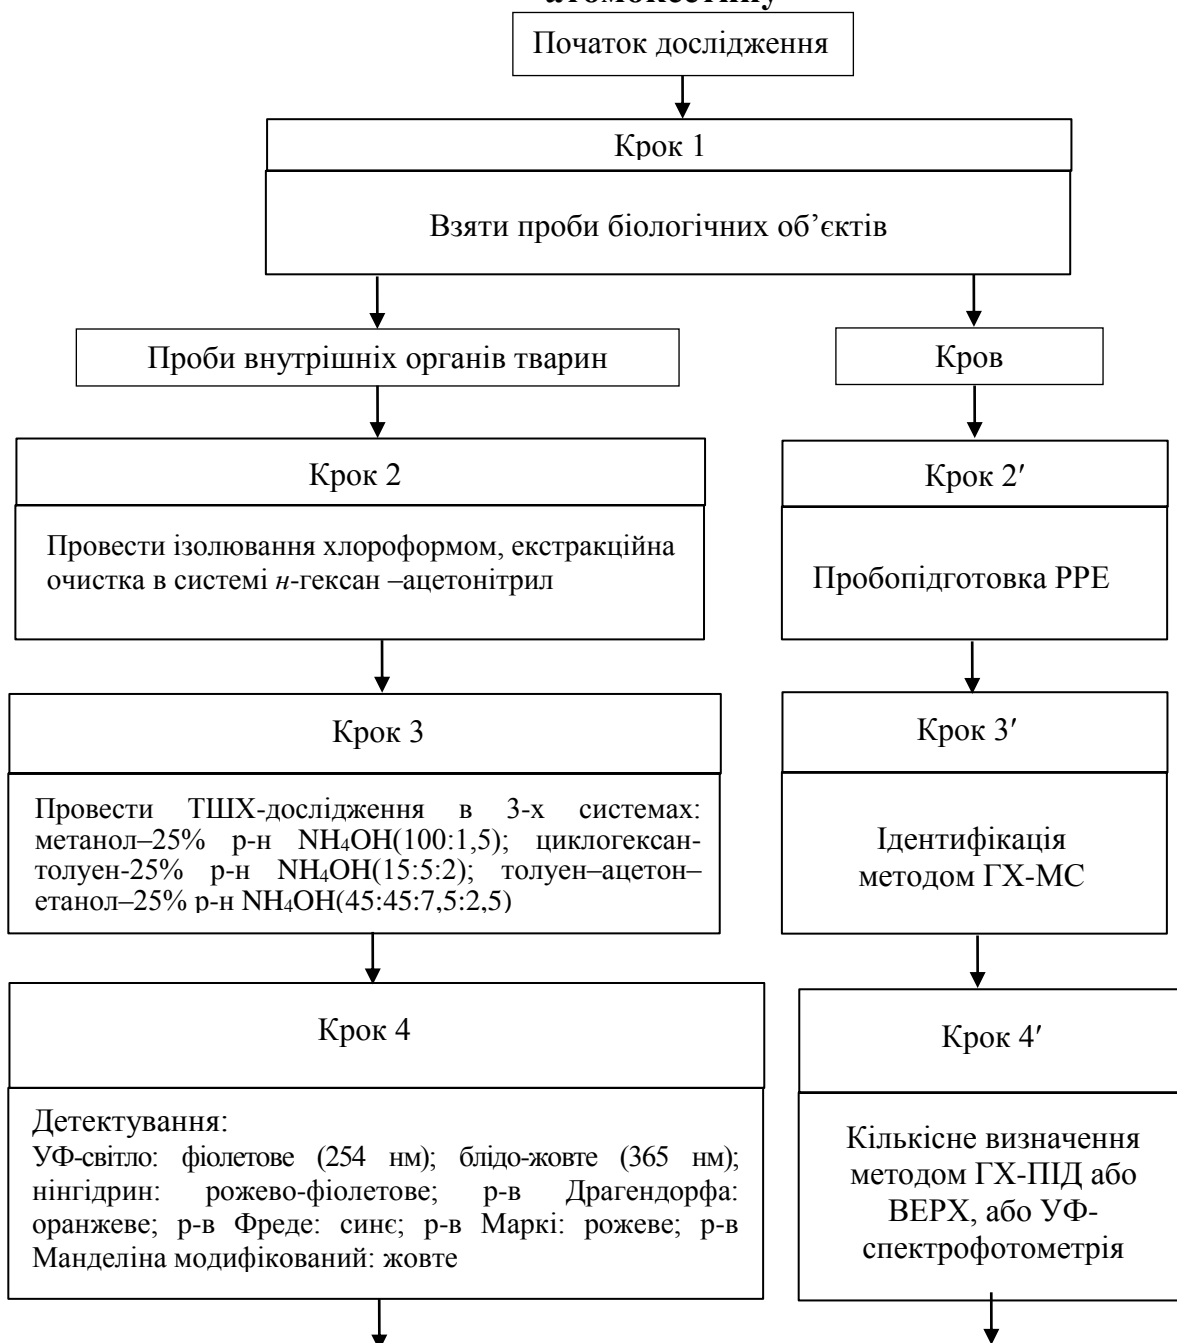 Початок дослідження
Крок 1
Взяти проби біологічних об’єктів
Проби внутрішніх органів тварин
Кров
Крок 2
Провести ізолювання хлороформом, екстракційна
очистка в системі н-гексан –ацетонітрил
Крок 2′
Пробопідготовка PPE
Крок 3
Провести ТШХ-дослідження в 3-х системах:
метанол–25% р-н NH₄OH(100:1,5); циклогексан-
толуен-25% р-н NH₄OH(15:5:2); толуен–ацетон–
етанол–25% р-н NH₄OH(45:45:7,5:2,5)
Крок 3′
Ідентифікація
методом ГХ-МС
Крок 4
Детектування:
УФ-світло: фіолетове (254 нм); блідо-жовте (365 нм);
нінгідрин: рожево-фіолетове; р-в Драгендорфа:
оранжеве; р-в Фреде: синє; р-в Маркі: рожеве; р-в
Манделіна модифікований: жовте
Крок 4′
Кількісне визначення
методом ГХ-ПІД або
ВЕРХ, або УФ-
спектрофотометрія